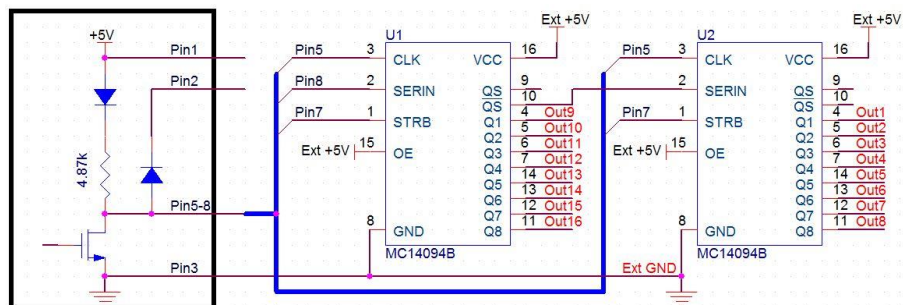 +5V
Pin1
Pin2
4.87k
Pin5-8
Pin3
U1
Ext +5V
Pin5 3 CLK VCC 16
Pin8 2 SERIN QS 9
QS 10
Pin7 1 STRB Q1 4 Out9
Q2 5 Out10
Ext +5V 15 OE Q3 6 Out11
Q4 7 Out12
Q5 14 Out13
Q6 13 Out14
Q7 12 Out15
8 GND Q8 11 Out16
MC14094B
U2
Ext +5V
Pin5 3 CLK VCC 16
2 SERIN QS 9
QS 10
Pin7 1 STRB Q1 4 Out1
Q2 5 Out2
Ext +5V 15 OE Q3 6 Out3
Q4 7 Out4
Q5 14 Out5
Q6 13 Out6
Q7 12 Out7
8 GND Q8 11 Out8
Ext GND
MC14094B